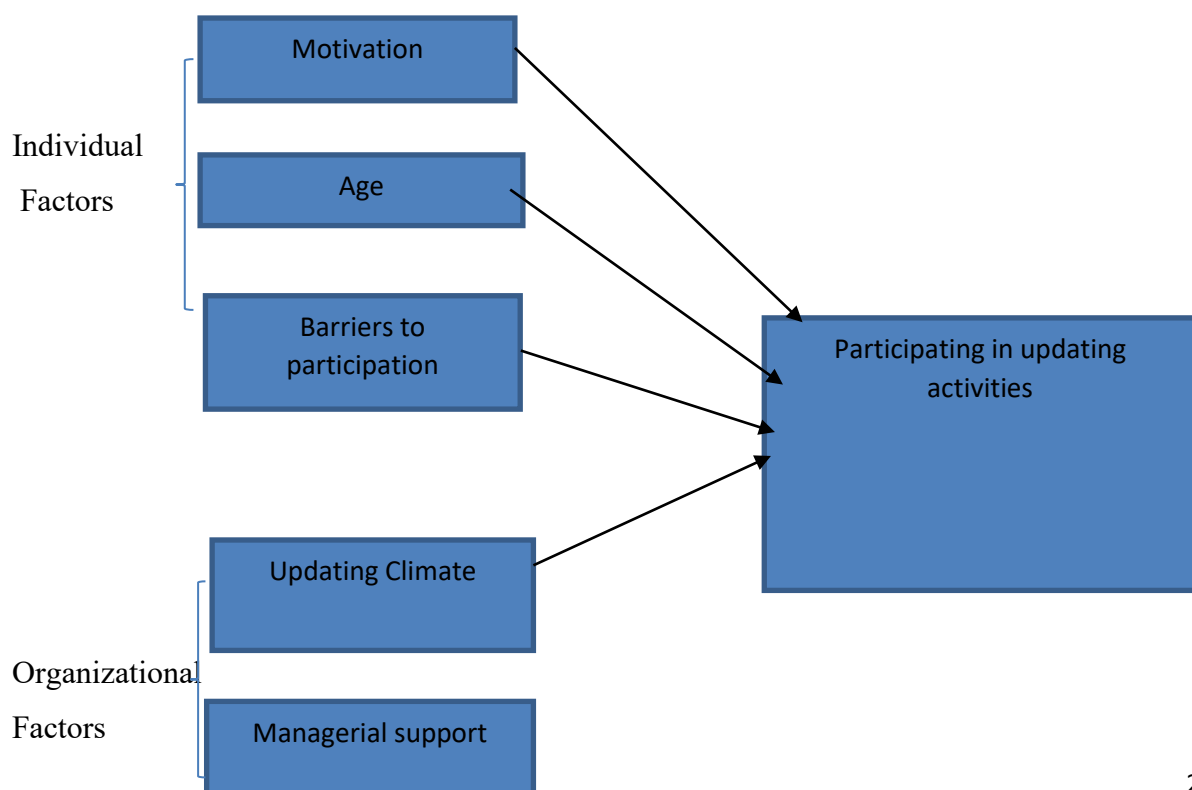 Motivation
Individual
Factors
Age
Barriers to
participation
Participating in updating
activities
Updating Climate
Organizational
Factors
Managerial support